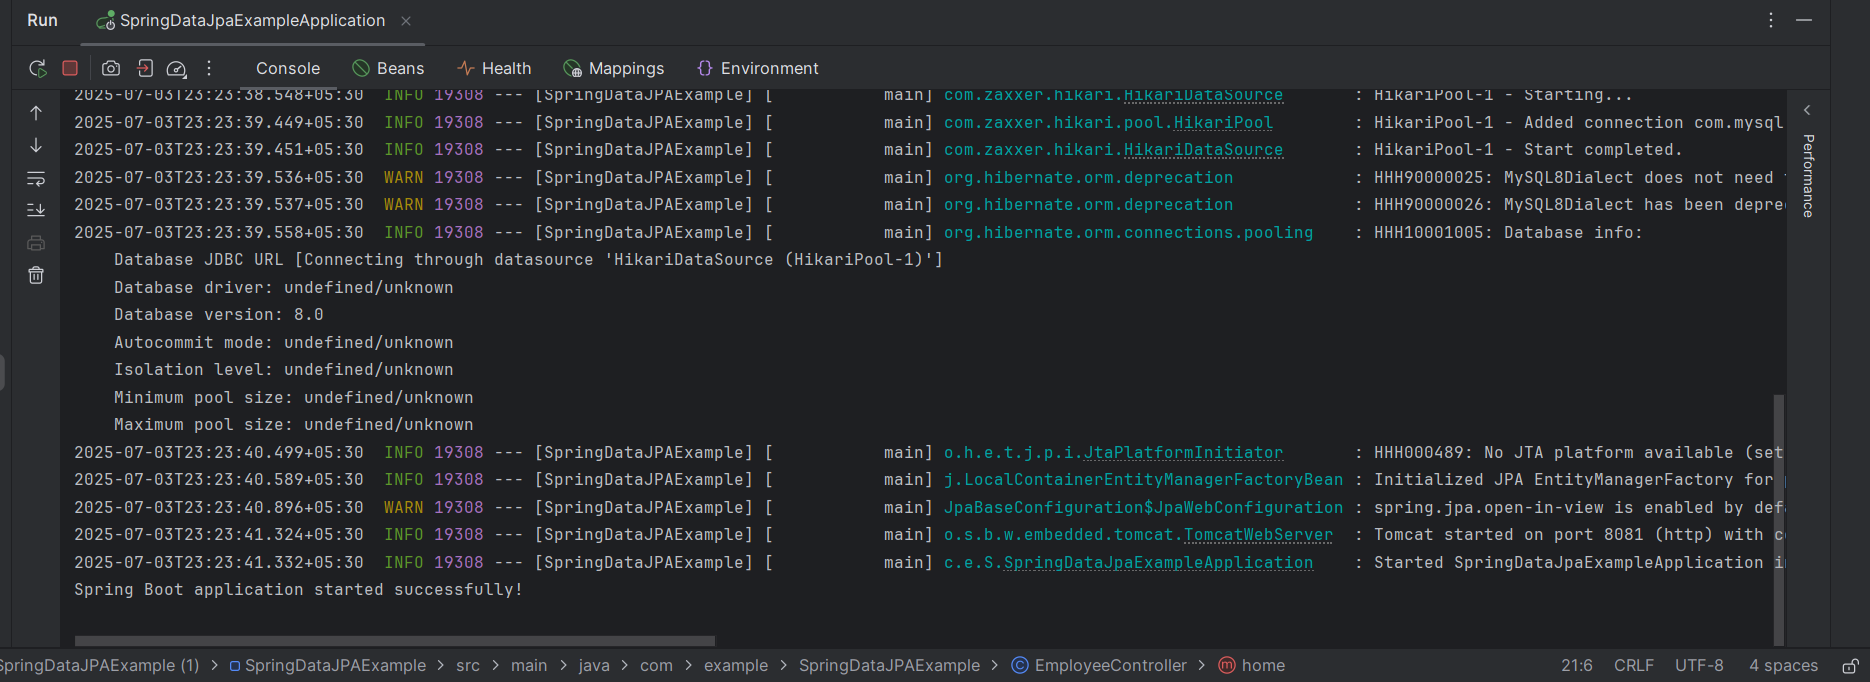 Run SpringDataJpaExampleApplication
Console Beans Health Mappings Environment
2025-07-03T23:23:38.548+05:30 INFO 19308 --- [SpringDataJPAExample] [ main] com.zaxxer.hikari.HikariDataSource : HikariPool-1 - Starting...
2025-07-03T23:23:39.449+05:30 INFO 19308 --- [SpringDataJPAExample] [ main] com.zaxxer.hikari.pool.HikariPool : HikariPool-1 - Added connection com.mysql
2025-07-03T23:23:39.451+05:30 INFO 19308 --- [SpringDataJPAExample] [ main] com.zaxxer.hikari.HikariDataSource : HikariPool-1 - Start completed.
2025-07-03T23:23:39.536+05:30 WARN 19308 --- [SpringDataJPAExample] [ main] org.hibernate.orm.deprecation : HHH90000025: MySQL8Dialect does not need
2025-07-03T23:23:39.537+05:30 WARN 19308 --- [SpringDataJPAExample] [ main] org.hibernate.orm.deprecation : HHH90000026: MySQL8Dialect has been depre
2025-07-03T23:23:39.558+05:30 INFO 19308 --- [SpringDataJPAExample] [ main] org.hibernate.orm.connections.pooling : HHH10001005: Database info:
Database JDBC URL [Connecting through datasource 'HikariDataSource (HikariPool-1)']
Database driver: undefined/unknown
Database version: 8.0
Autocommit mode: undefined/unknown
Isolation level: undefined/unknown
Minimum pool size: undefined/unknown
Maximum pool size: undefined/unknown
2025-07-03T23:23:40.499+05:30 INFO 19308 --- [SpringDataJPAExample] [ main] o.h.e.t.j.p.i.JtaPlatformInitiator : HHH000489: No JTA platform available (set
2025-07-03T23:23:40.589+05:30 INFO 19308 --- [SpringDataJPAExample] [ main] j.LocalContainerEntityManagerFactoryBean : Initialized JPA EntityManagerFactory for
2025-07-03T23:23:40.896+05:30 WARN 19308 --- [SpringDataJPAExample] [ main] JpaBaseConfiguration$JpaWebConfiguration : spring.jpa.open-in-view is enabled by def
2025-07-03T23:23:41.324+05:30 INFO 19308 --- [SpringDataJPAExample] [ main] o.s.b.w.embedded.tomcat.TomcatWebServer : Tomcat started on port 8081 (http) with c
2025-07-03T23:23:41.332+05:30 INFO 19308 --- [SpringDataJPAExample] [ main] c.e.S.SpringDataJpaExampleApplication : Started SpringDataJpaExampleApplication i
Spring Boot application started successfully!
Performance
SpringDataJPAExample (1) > SpringDataJPAExample > src > main > java > com > example > SpringDataJPAExample > EmployeeController > home 21:6 CRLF UTF-8 4 spaces